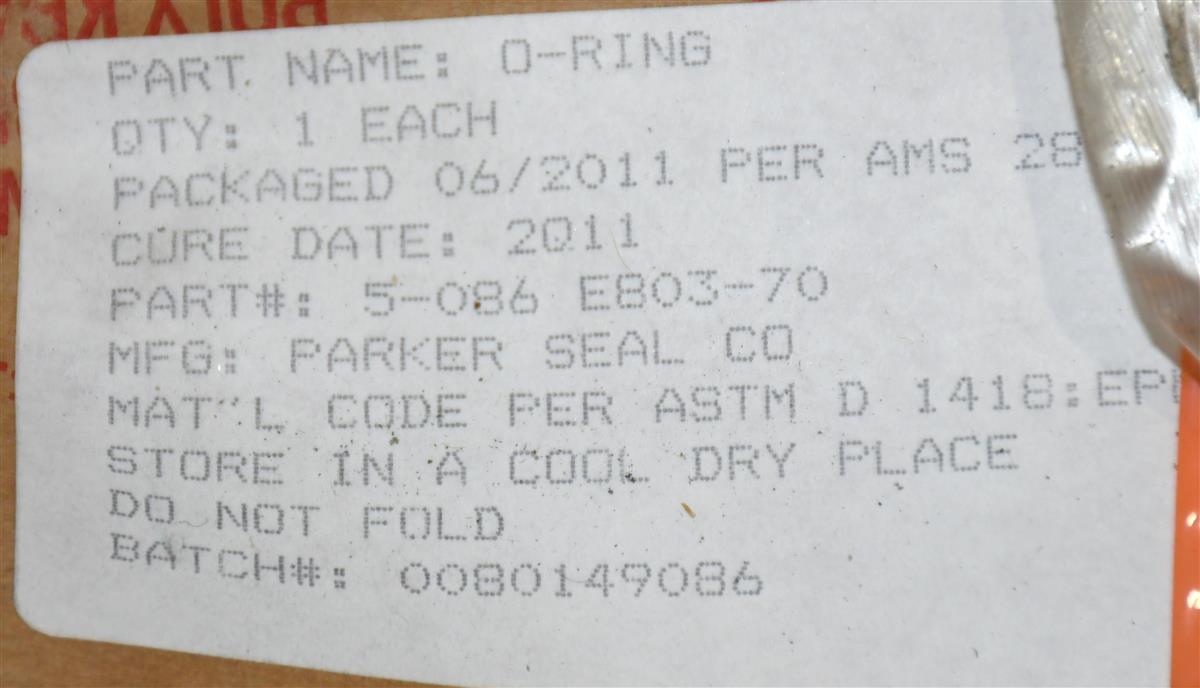 PART NAME: O-RING
QTY: 1 EACH
PACKAGED 06/2011 PER AMS 28
CURE DATE: 2011
PART#: 5-086 E803-70
MFG: PARKER SEAL CO
MAT"L CODE PER ASTM D 1418:EP
STORE IN A COOL DRY PLACE
DO NOT FOLD
BATCH#: 0080149086